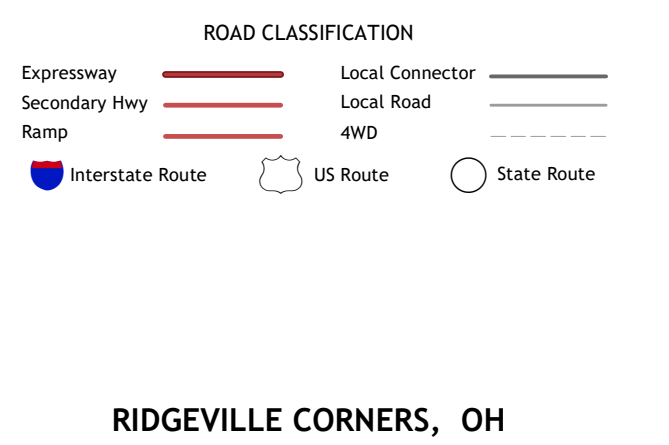 ROAD CLASSIFICATION
Expressway
Local Connector
Secondary Hwy
Local Road
Ramp
4WD
Interstate Route
US Route
State Route
RIDGEVILLE CORNERS, OH